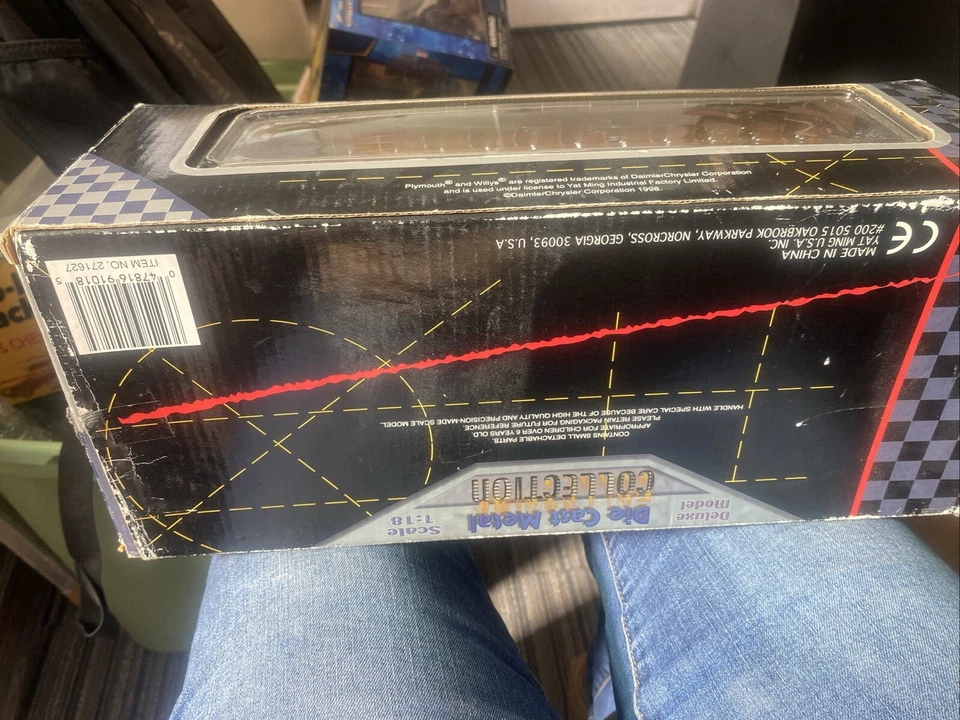 Plymouth® and Willys® are registered trademarks of DaimlerChrysler Corporation
and is used under license to Yat Ming Industrial Factory Limited.
©DaimlerChrysler Corporation 1998.
CE
MADE IN CHINA
YAT MING U.S.A. INC.
#200 5015 OAKBROOK PARKWAY, NORCROSS, GEORGIA 30093, U.S.A
0 47816 91018 5
ITEM NO. 271627
CONTAINS SMALL DETACHABLE PARTS.
APPROPRIATE FOR CHILDREN OVER 8 YEARS OLD.
PLEASE RETAIN PACKAGING FOR FUTURE REFERENCE.
HANDLE WITH SPECIAL CARE BECAUSE OF THE HIGH QUALITY AND PRECISION-MADE SCALE MODEL.
Deluxe
Model
Die Cast Metal
COLLECTION
Scale
1:18